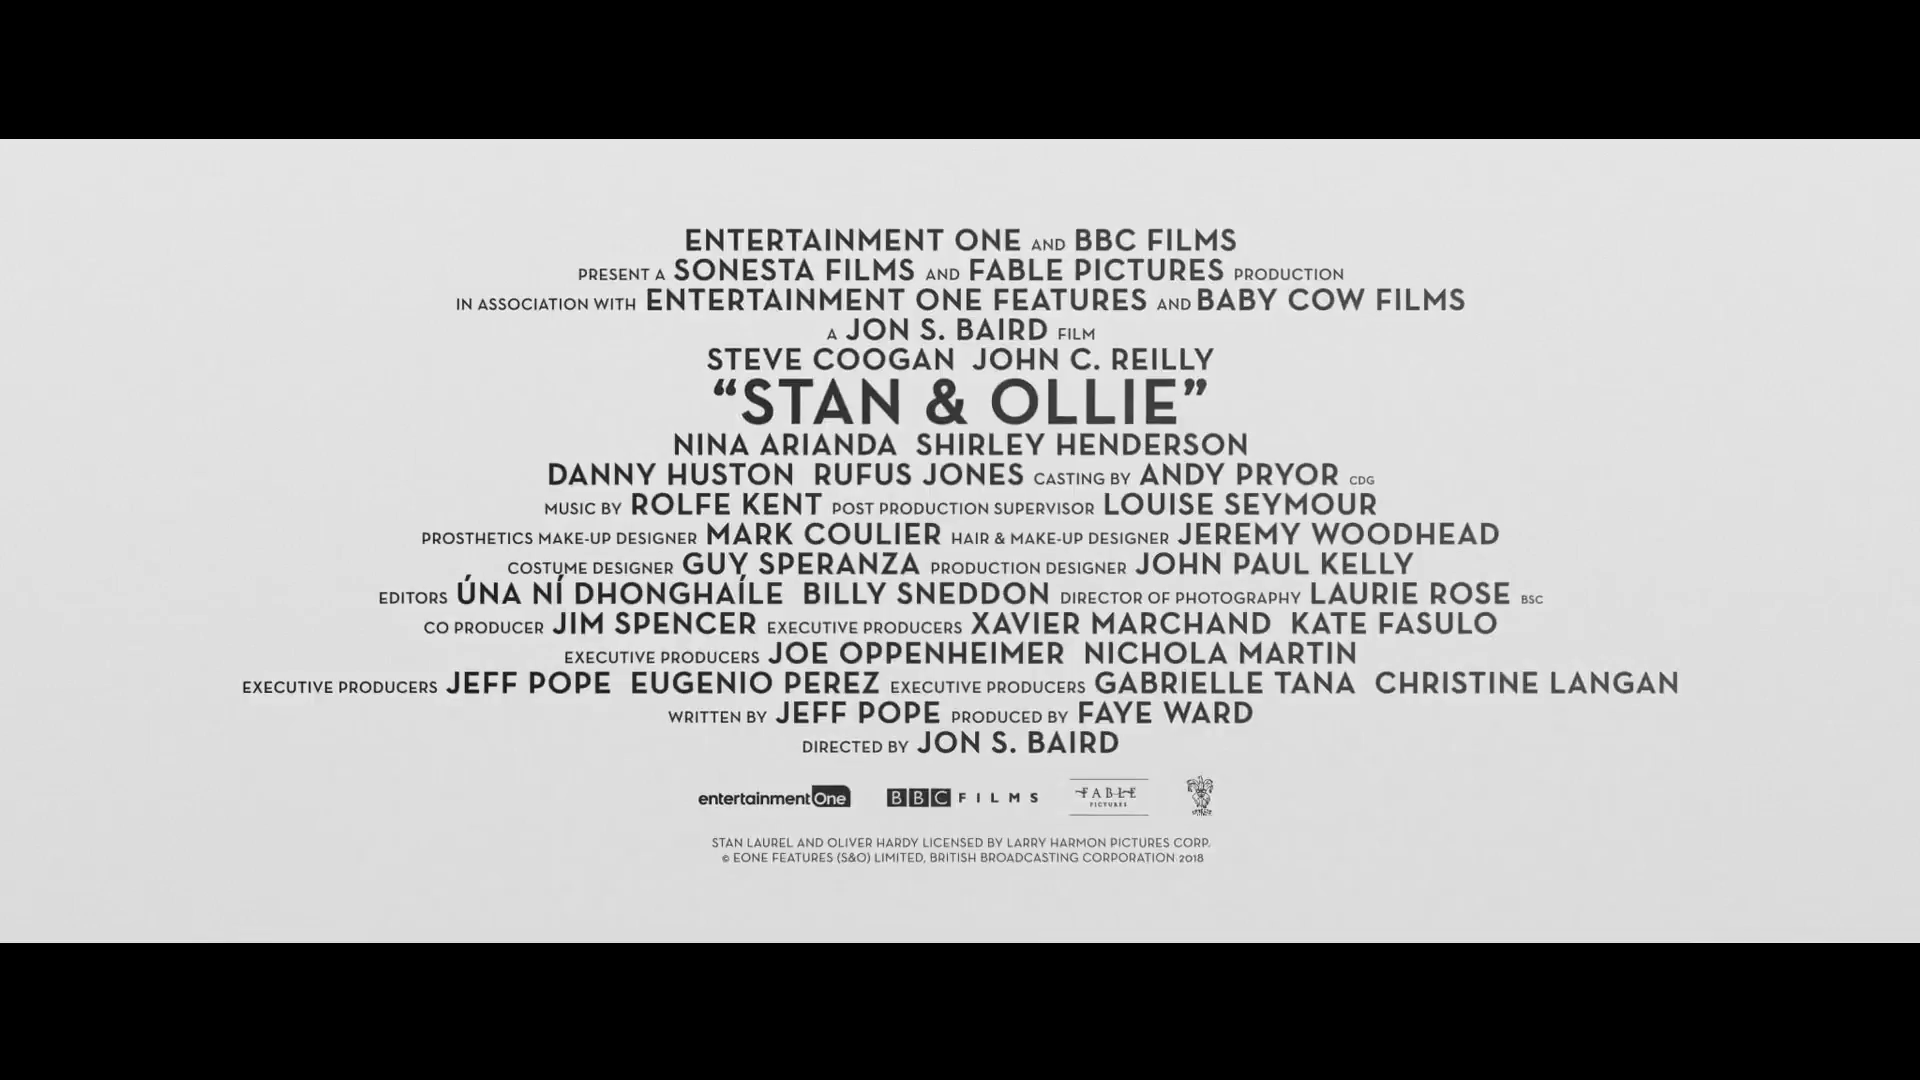 ENTERTAINMENT ONE AND BBC FILMS
PRESENT A SONESTA FILMS AND FABLE PICTURES PRODUCTION
IN ASSOCIATION WITH ENTERTAINMENT ONE FEATURES AND BABY COW FILMS
A JON S. BAIRD FILM
STEVE COOGAN JOHN C. REILLY
“STAN & OLLIE”
NINA ARIANDA SHIRLEY HENDERSON
DANNY HUSTON RUFUS JONES CASTING BY ANDY PRYOR CDG
MUSIC BY ROLFE KENT POST PRODUCTION SUPERVISOR LOUISE SEYMOUR
PROSTHETICS MAKE-UP DESIGNER MARK COULIER HAIR & MAKE-UP DESIGNER JEREMY WOODHEAD
COSTUME DESIGNER GUY SPERANZA PRODUCTION DESIGNER JOHN PAUL KELLY
EDITORS ÚNA NÍ DHONGHAÍLE BILLY SNEDDON DIRECTOR OF PHOTOGRAPHY LAURIE ROSE BSC
CO PRODUCER JIM SPENCER EXECUTIVE PRODUCERS XAVIER MARCHAND KATE FASULO
EXECUTIVE PRODUCERS JOE OPPENHEIMER NICHOLA MARTIN
EXECUTIVE PRODUCERS JEFF POPE EUGENIO PEREZ EXECUTIVE PRODUCERS GABRIELLE TANA CHRISTINE LANGAN
WRITTEN BY JEFF POPE PRODUCED BY FAYE WARD
DIRECTED BY JON S. BAIRD
entertainmentOne BBC FILMS FABLE PICTURES
STAN LAUREL AND OLIVER HARDY LICENSED BY LARRY HARMON PICTURES CORP.
© EONE FEATURES (S&O) LIMITED, BRITISH BROADCASTING CORPORATION 2018